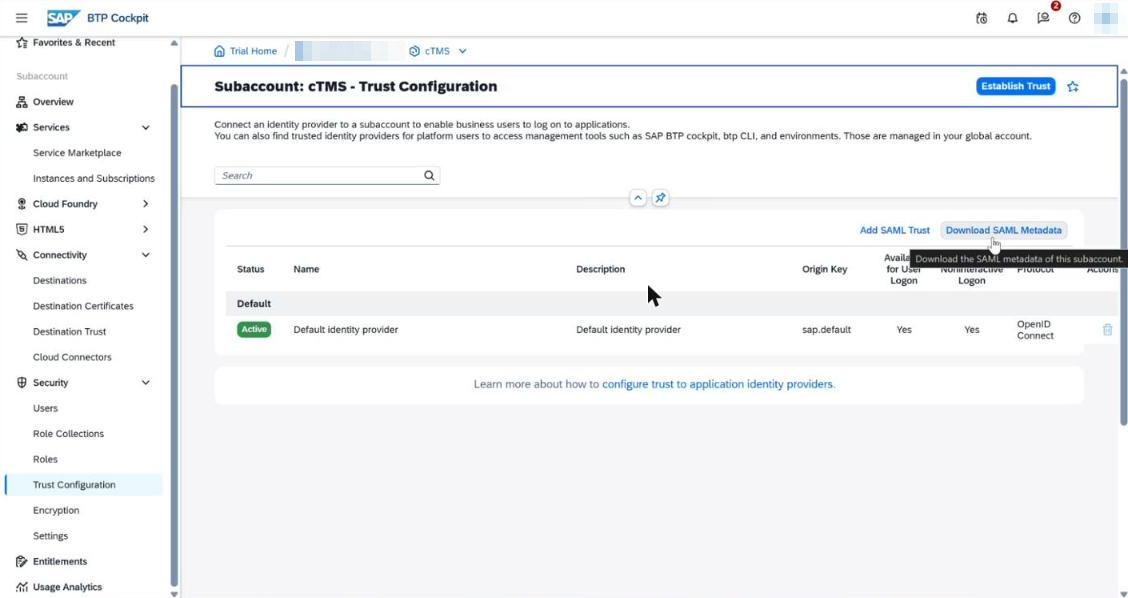 SAP BTP Cockpit
2
Favorites & Recent
Subaccount
Overview
Services
Service Marketplace
Instances and Subscriptions
Cloud Foundry
HTML5
Connectivity
Destinations
Destination Certificates
Destination Trust
Cloud Connectors
Security
Users
Role Collections
Roles
Trust Configuration
Encryption
Settings
Entitlements
Usage Analytics
Trial Home / cTMS
Subaccount: cTMS - Trust Configuration
Establish Trust
Connect an identity provider to a subaccount to enable business users to log on to applications.
You can also find trusted identity providers for platform users to access management tools such as SAP BTP cockpit, btp CLI, and environments. Those are managed in your global account.
Search
Add SAML Trust Download SAML Metadata
Download the SAML metadata of this subaccount.
Status Name Description Origin Key
for User
Logon
Noninteractive
Logon
Protocol
Actions
Default
Active Default identity provider Default identity provider sap.default Yes Yes OpenID
Connect
Learn more about how to configure trust to application identity providers.